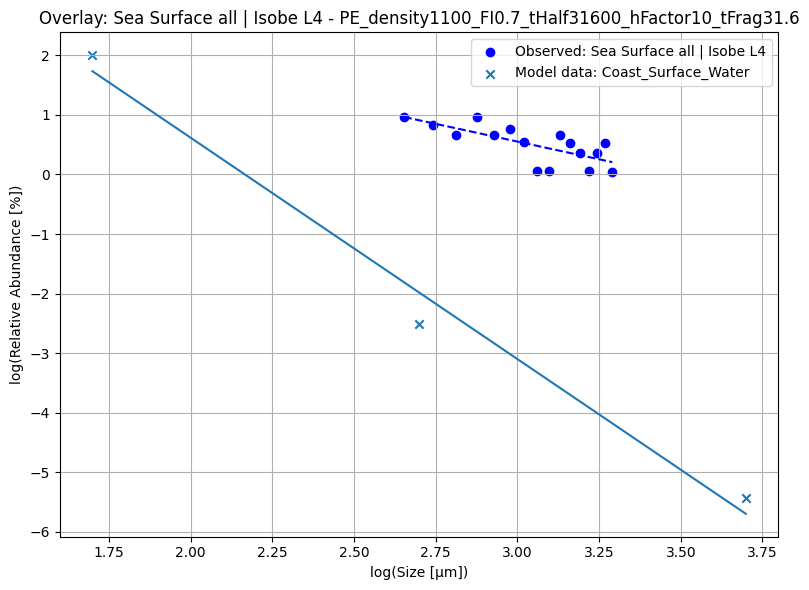 Overlay: Sea Surface all | Isobe L4 - PE_density1100_FI0.7_tHalf31600_hFactor10_tFrag31.6
Observed: Sea Surface all | Isobe L4
Model data: Coast_Surface_Water
log(Relative Abundance [%])
2
1
0
−1
−2
−3
−4
−5
−6
1.75 2.00 2.25 2.50 2.75 3.00 3.25 3.50 3.75
log(Size [μm])